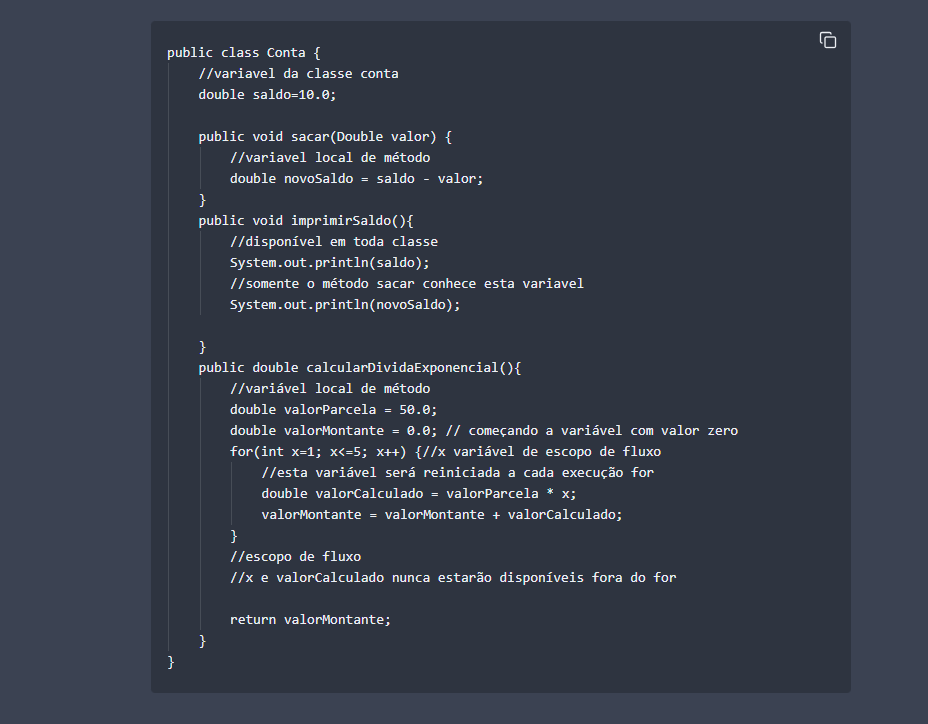 public class Conta {
//variavel da classe conta
double saldo=10.0;
public void sacar(Double valor) {
//variavel local de método
double novoSaldo = saldo - valor;
}
public void imprimirSaldo(){
//disponível em toda classe
System.out.println(saldo);
//somente o método sacar conhece esta variavel
System.out.println(novoSaldo);
}
public double calcularDividaExponencial(){
//variável local de método
double valorParcela = 50.0;
double valorMontante = 0.0; // começando a variável com valor zero
for(int x=1; x<=5; x++) {//x variável de escopo de fluxo
//esta variável será reiniciada a cada execução for
double valorCalculado = valorParcela * x;
valorMontante = valorMontante + valorCalculado;
}
//escopo de fluxo
//x e valorCalculado nunca estarão disponíveis fora do for
return valorMontante;
}
}